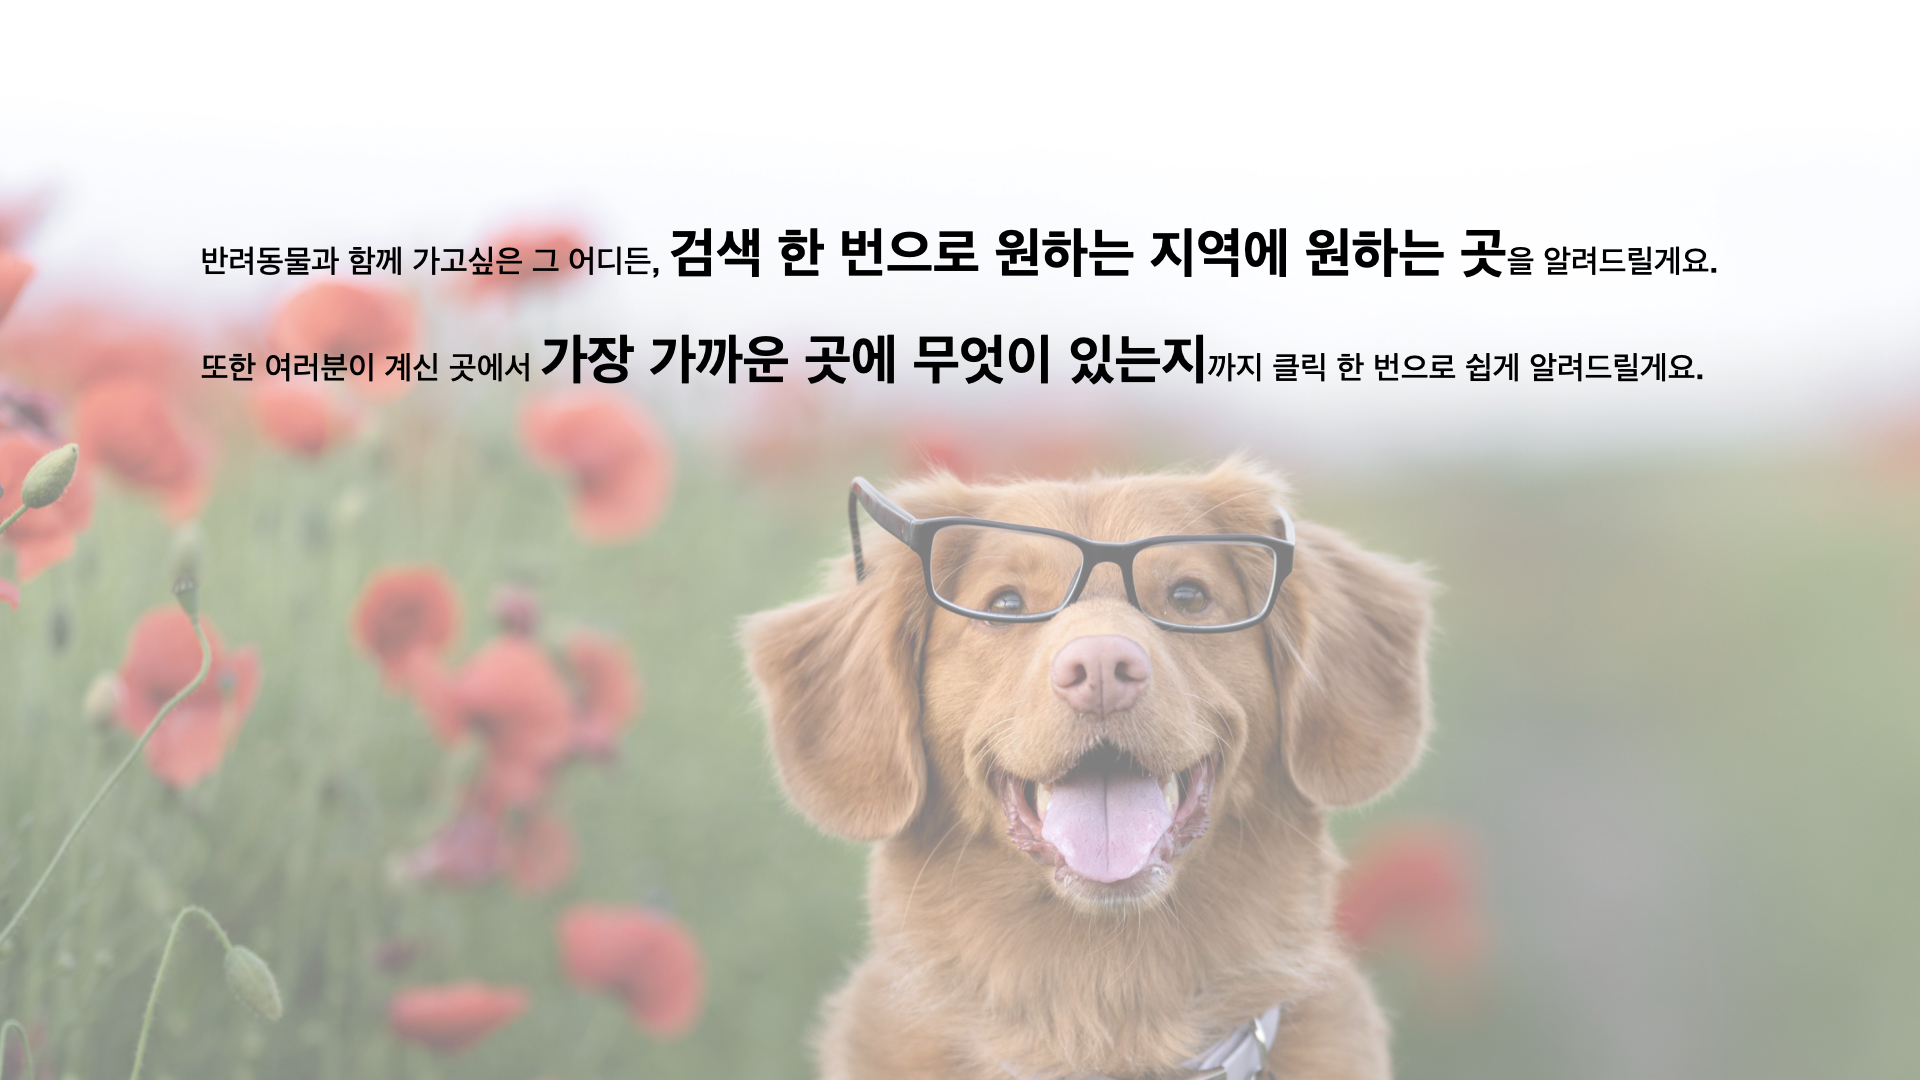 반려동물과 함께 가고싶은 그 어디든, 검색 한 번으로 원하는 지역에 원하는 곳을 알려드릴게요.
또한 여러분이 계신 곳에서 가장 가까운 곳에 무엇이 있는지까지 클릭 한 번으로 쉽게 알려드릴게요.